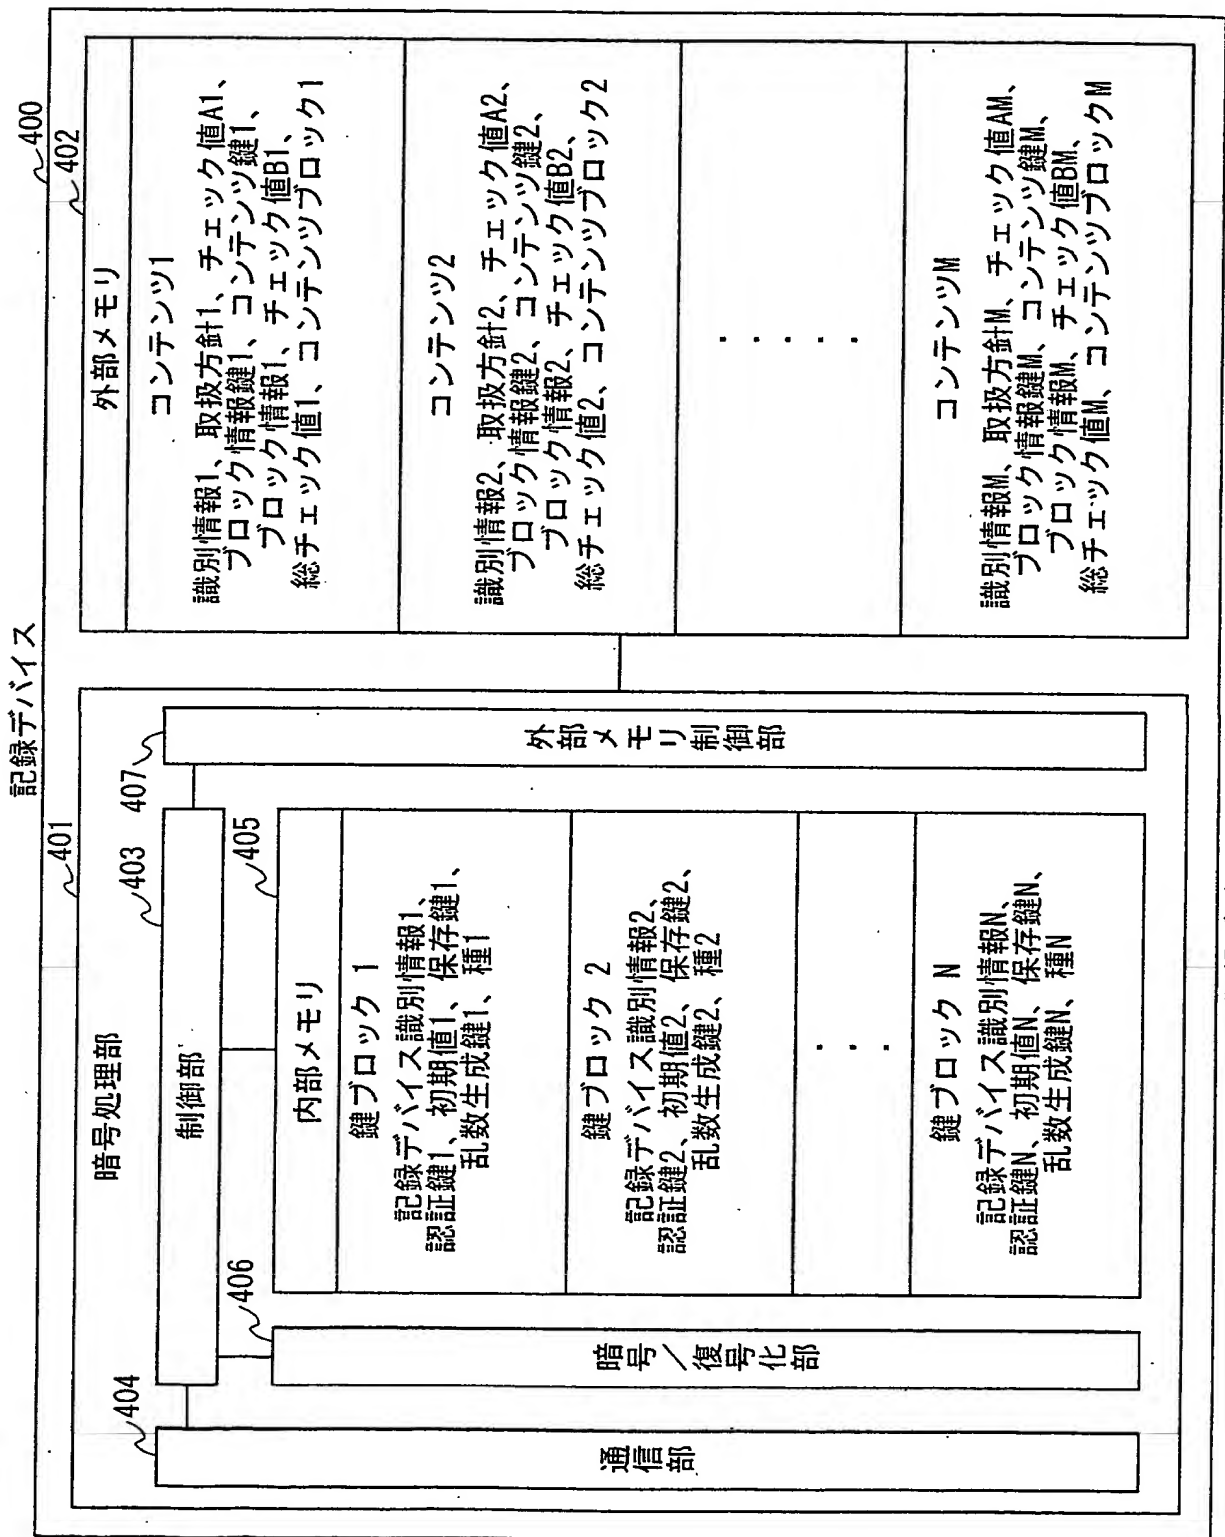 記録デバイス
400
401
402
暗号処理部
403
制御部
404
通信部
405
内部メモリ
鍵ブロック 1
記録デバイス識別情報1、
認証鍵1、初期値1、保存鍵1、
乱数生成鍵1、種1
鍵ブロック 2
記録デバイス識別情報2、
認証鍵2、初期値2、保存鍵2、
乱数生成鍵2、種2
・・・
鍵ブロック N
記録デバイス識別情報N、
認証鍵N、初期値N、保存鍵N、
乱数生成鍵N、種N
406
暗号/復号化部
407
外部メモリ制御部
外部メモリ
コンテンツ1
識別情報1、取扱方針1、チェック値A1、
ブロック情報鍵1、コンテンツ鍵1、
ブロック情報1、チェック値B1、
総チェック値1、コンテンツブロック1
コンテンツ2
識別情報2、取扱方針2、チェック値A2、
ブロック情報鍵2、コンテンツ鍵2、
ブロック情報2、チェック値B2、
総チェック値2、コンテンツブロック2
・・・・・
コンテンツM
識別情報M、取扱方針M、チェック値AM、
ブロック情報鍵M、コンテンツ鍵M、
ブロック情報M、チェック値BM、
総チェック値M、コンテンツブロックM